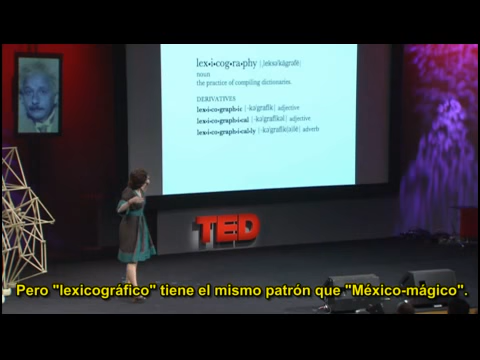 lex•i•cog•ra•phy
noun
the practice of compiling dictionaries.
DERIVATIVES
lex•i•co•graph•ic adjective
lex•i•co•graph•i•cal adjective
lex•i•co•graph•i•cal•ly adverb
TED
Pero "lexicográfico" tiene el mismo patrón que "México-mágico".